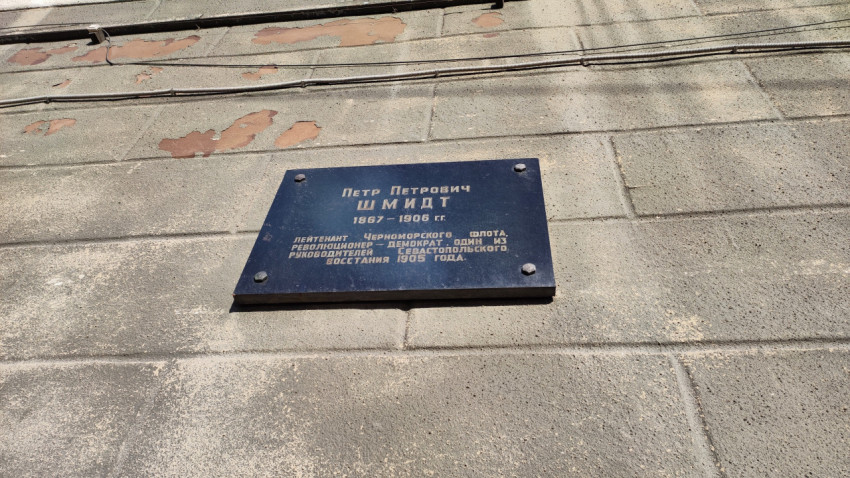 Петр Петрович
ШМИДТ
1867 – 1906 гг.
лейтенант Черноморского флота,
революционер – демократ, один из
руководителей Севастопольского
восстания 1905 года.